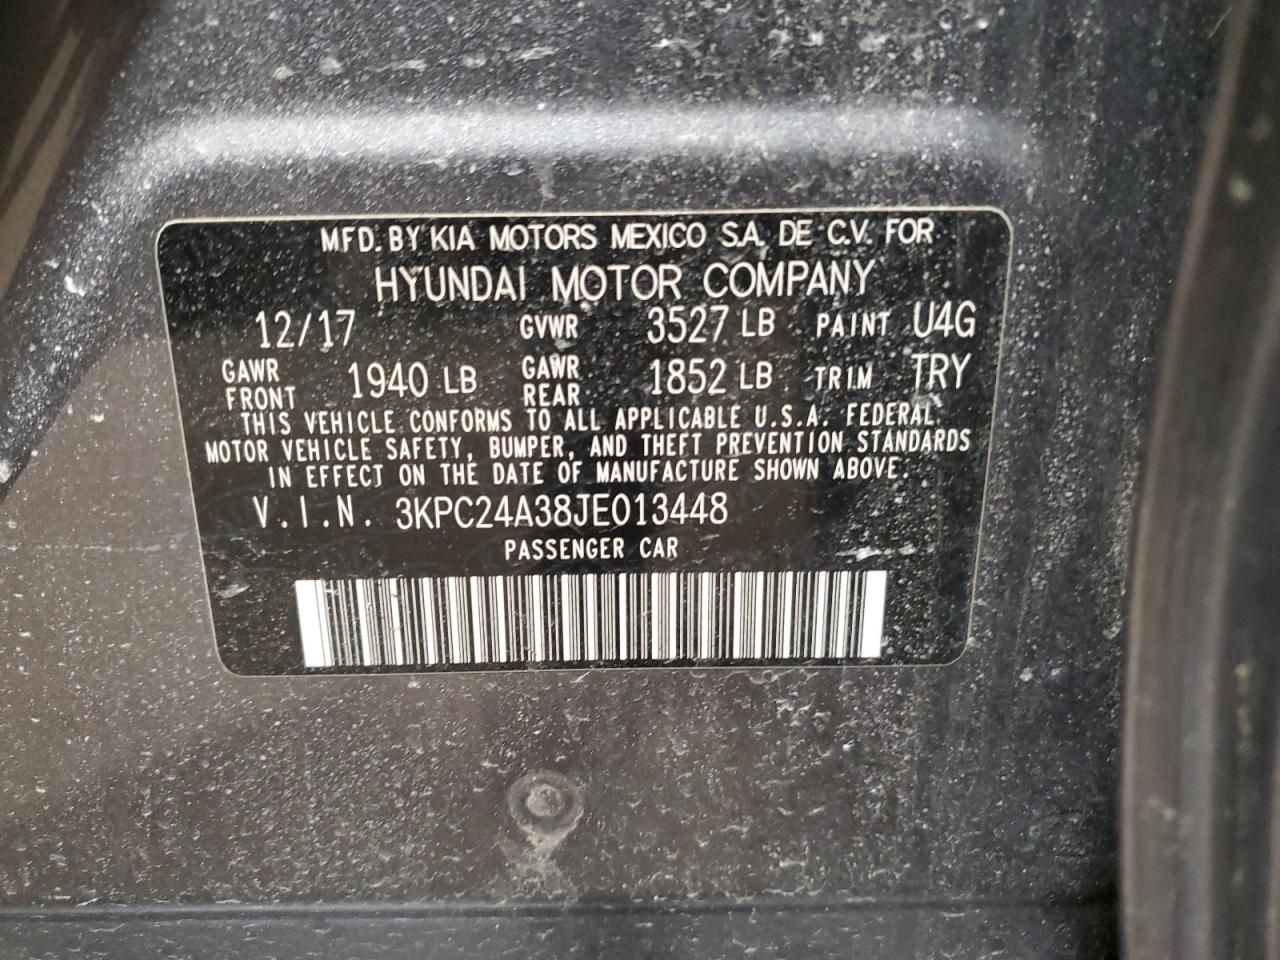 MFD. BY KIA MOTORS MEXICO S.A. DE C.V. FOR
HYUNDAI MOTOR COMPANY
12/17 GVWR 3527 LB PAINT U4G
GAWR FRONT 1940 LB GAWR REAR 1852 LB TRIM TRY
THIS VEHICLE CONFORMS TO ALL APPLICABLE U.S.A. FEDERAL
MOTOR VEHICLE SAFETY, BUMPER, AND THEFT PREVENTION STANDARDS
IN EFFECT ON THE DATE OF MANUFACTURE SHOWN ABOVE.
V.I.N. 3KPC24A38JE013448
PASSENGER CAR